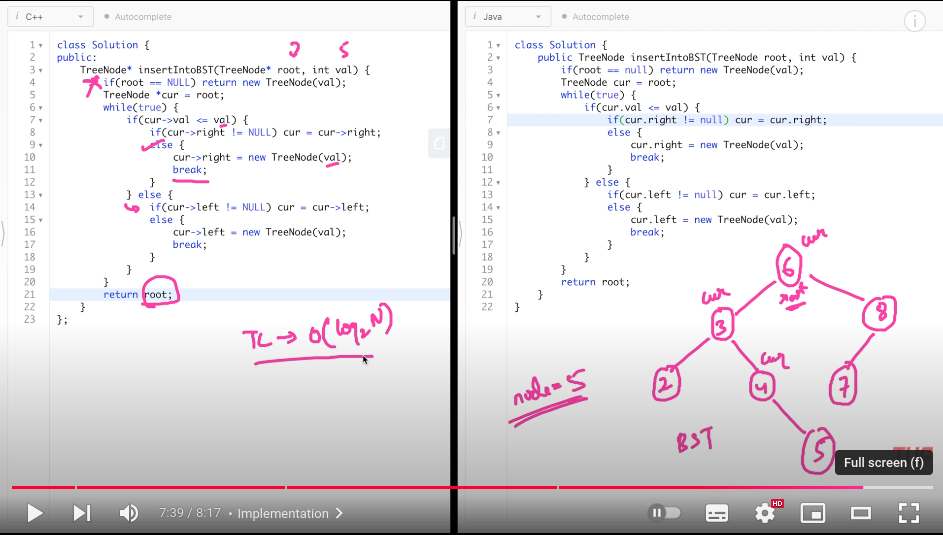 i C++ Autocomplete
1 class Solution {
2 public:
3 TreeNode* insertIntoBST(TreeNode* root, int val) {
4 if(root == NULL) return new TreeNode(val);
5 TreeNode *cur = root;
6 while(true) {
7 if(cur->val <= val) {
8 if(cur->right != NULL) cur = cur->right;
9 else {
10 cur->right = new TreeNode(val);
11 break;
12 }
13 } else {
14 if(cur->left != NULL) cur = cur->left;
15 else {
16 cur->left = new TreeNode(val);
17 break;
18 }
19 }
20 }
21 return root;
22 }
23 };
5
TC → O(log2N)
i Java Autocomplete
i
1 class Solution {
2 public TreeNode insertIntoBST(TreeNode root, int val) {
3 if(root == null) return new TreeNode(val);
4 TreeNode cur = root;
5 while(true) {
6 if(cur.val <= val) {
7 if(cur.right != null) cur = cur.right;
8 else {
9 cur.right = new TreeNode(val);
10 break;
11 }
12 } else {
13 if(cur.left != null) cur = cur.left;
14 else {
15 cur.left = new TreeNode(val);
16 break;
17 }
18 }
19 }
20 return root;
21 }
22 }
cur
6
root
cur
3
8
cur
2
4
7
node = 5
BST
5
Full screen (f)
7:39 / 8:17 • Implementation
HD